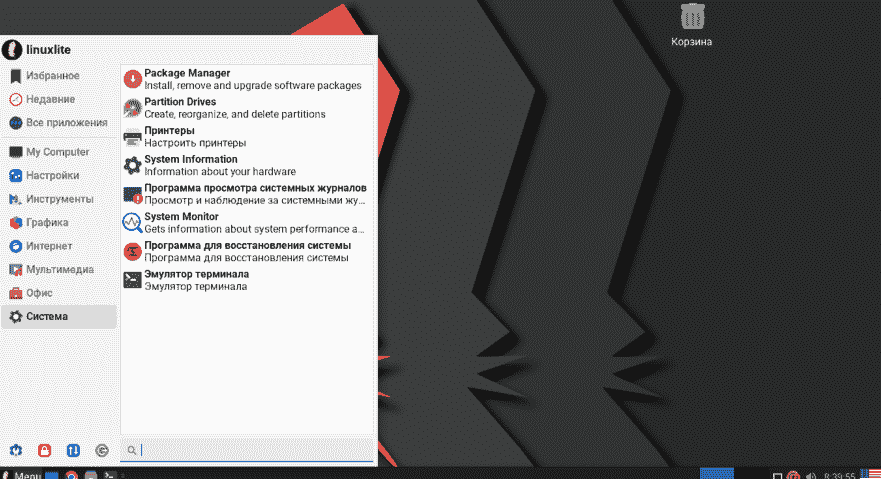 Корзина
linuxlite
Избранное
Недавние
Все приложения
My Computer
Настройки
Инструменты
Графика
Интернет
Мультимедиа
Офис
Система
Package Manager
Install, remove and upgrade software packages
Partition Drives
Create, reorganize, and delete partitions
Принтеры
Настроить принтеры
System Information
Information about your hardware
Программа просмотра системных журналов
Просмотр и наблюдение за системными жу...
System Monitor
Gets information about system performance a...
Программа для восстановления системы
Программа для восстановления системы
Эмулятор терминала
Эмулятор терминала
Menu
8:39:55